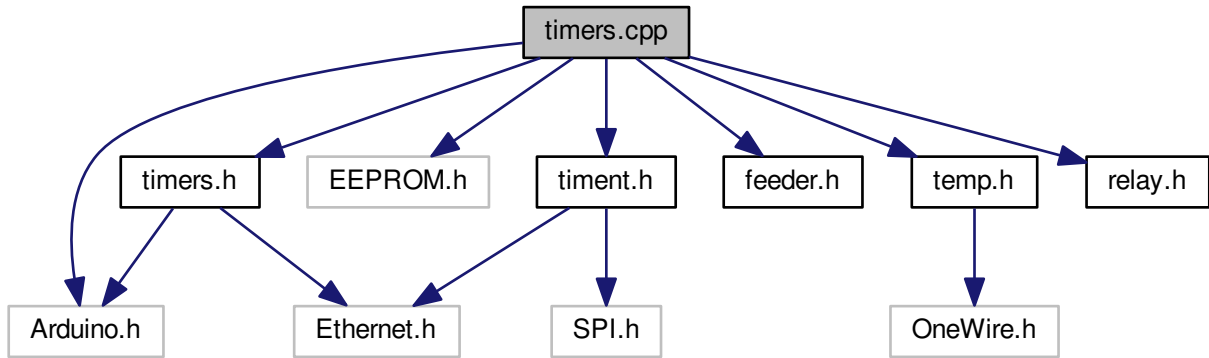 timers.cpp
timers.h
EEPROM.h
timent.h
feeder.h
temp.h
relay.h
Arduino.h
Ethernet.h
SPI.h
OneWire.h